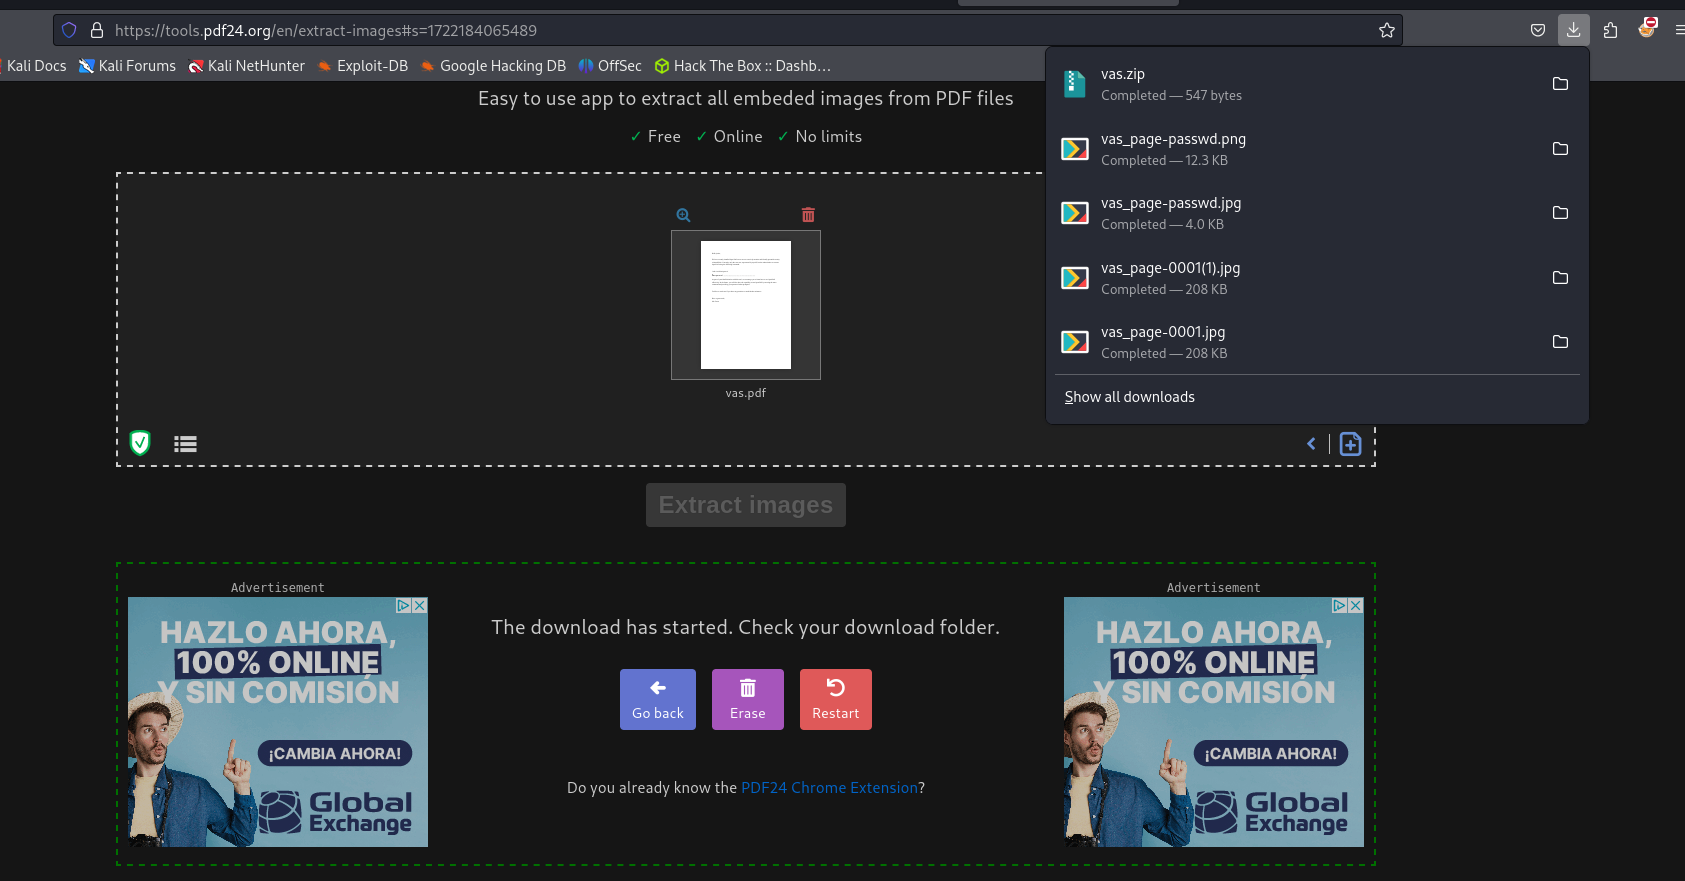 https://tools.pdf24.org/en/extract-images#s=1722184065489
Kali Docs Kali Forums Kali NetHunter Exploit-DB Google Hacking DB OffSec Hack The Box :: Dashb…
Easy to use app to extract all embeded images from PDF files
✓ Free ✓ Online ✓ No limits
vas.zip
Completed — 547 bytes
vas_page-passwd.png
Completed — 12.3 KB
vas_page-passwd.jpg
Completed — 4.0 KB
vas_page-0001(1).jpg
Completed — 208 KB
vas_page-0001.jpg
Completed — 208 KB
Show all downloads
vas.pdf
Extract images
Advertisement
HAZLO AHORA,
100% ONLINE
Y SIN COMISIÓN
¡CAMBIA AHORA!
Global
Exchange
The download has started. Check your download folder.
Go back
Erase
Restart
Do you already know the PDF24 Chrome Extension?
Advertisement
HAZLO AHORA,
100% ONLINE
Y SIN COMISIÓN
¡CAMBIA AHORA!
Global
Exchange